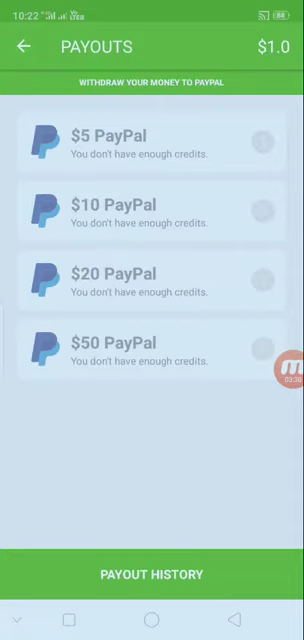 10:22
PAYOUTS $1.0
WITHDRAW YOUR MONEY TO PAYPAL
$5 PayPal
You don't have enough credits.
$10 PayPal
You don't have enough credits.
$20 PayPal
You don't have enough credits.
$50 PayPal
You don't have enough credits.
03:30
PAYOUT HISTORY